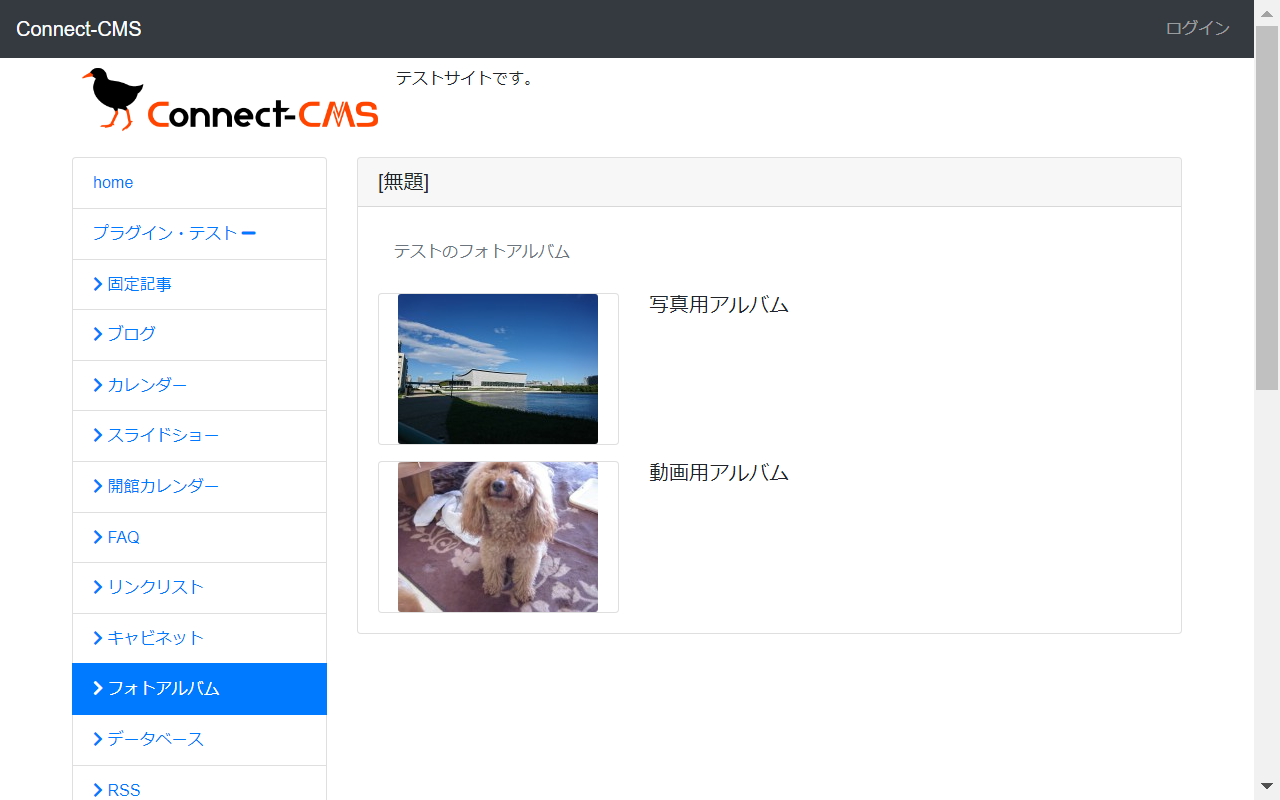 Connect-CMS
ログイン
Connect-CMS
テストサイトです。
home
プラグイン・テスト
固定記事
ブログ
カレンダー
スライドショー
開館カレンダー
FAQ
リンクリスト
キャビネット
フォトアルバム
データベース
RSS
[無題]
テストのフォトアルバム
写真用アルバム
動画用アルバム